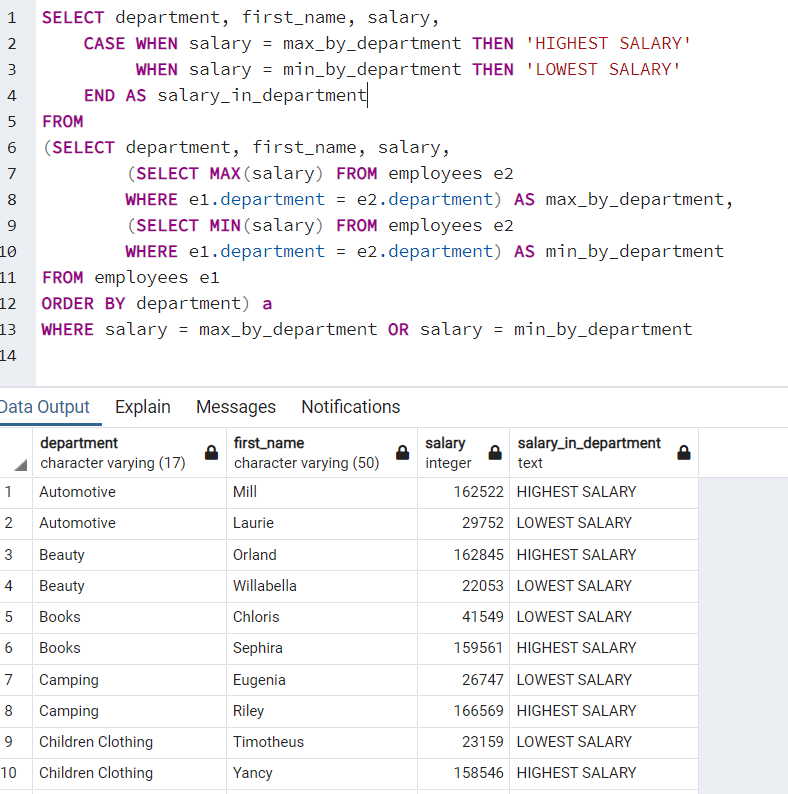 1 SELECT department, first_name, salary,
2 CASE WHEN salary = max_by_department THEN 'HIGHEST SALARY'
3 WHEN salary = min_by_department THEN 'LOWEST SALARY'
4 END AS salary_in_department
5 FROM
6 (SELECT department, first_name, salary,
7 (SELECT MAX(salary) FROM employees e2
8 WHERE e1.department = e2.department) AS max_by_department,
9 (SELECT MIN(salary) FROM employees e2
10 WHERE e1.department = e2.department) AS min_by_department
11 FROM employees e1
12 ORDER BY department) a
13 WHERE salary = max_by_department OR salary = min_by_department
14
Data Output Explain Messages Notifications
department first_name salary salary_in_department
character varying (17) character varying (50) integer text
1 Automotive Mill 162522 HIGHEST SALARY
2 Automotive Laurie 29752 LOWEST SALARY
3 Beauty Orland 162845 HIGHEST SALARY
4 Beauty Willabella 22053 LOWEST SALARY
5 Books Chloris 41549 LOWEST SALARY
6 Books Sephira 159561 HIGHEST SALARY
7 Camping Eugenia 26747 LOWEST SALARY
8 Camping Riley 166569 HIGHEST SALARY
9 Children Clothing Timotheus 23159 LOWEST SALARY
10 Children Clothing Yancy 158546 HIGHEST SALARY